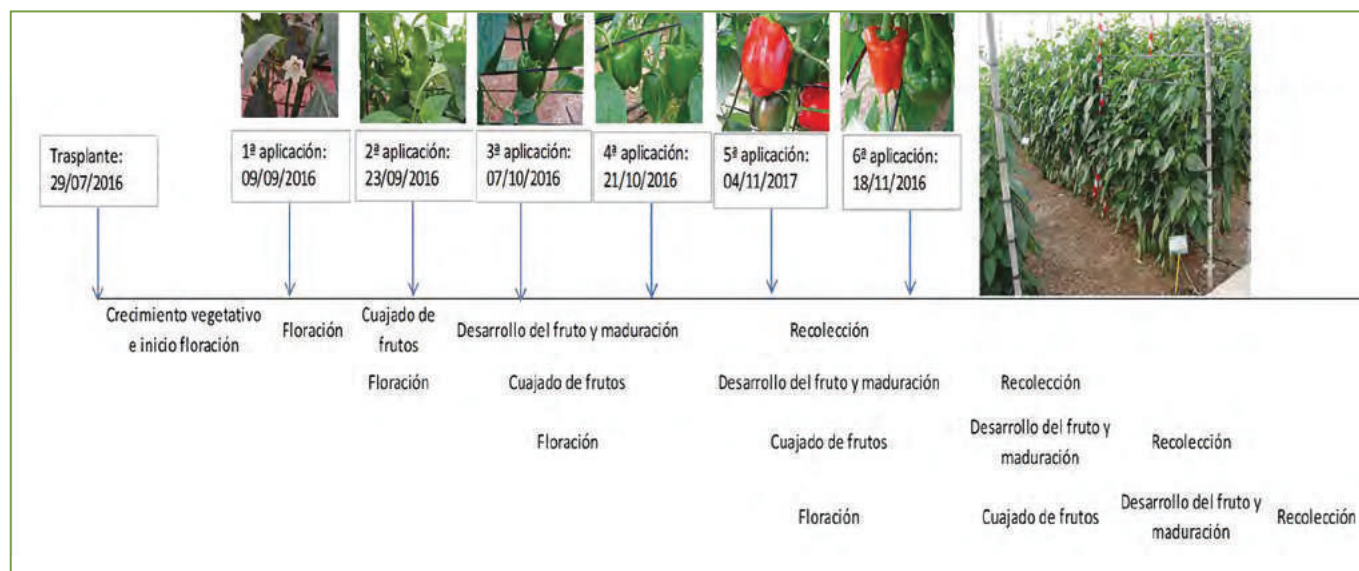 Trasplante:
29/07/2016
1ª aplicación:
09/09/2016
2ª aplicación:
23/09/2016
3ª aplicación:
07/10/2016
4ª aplicación:
21/10/2016
5ª aplicación:
04/11/2017
6ª aplicación:
18/11/2016
Crecimiento vegetativo
e inicio floración
Floración
Cuajado de
frutos
Desarrollo del fruto y maduración
Recolección
Floración
Cuajado de frutos
Desarrollo del fruto y maduración
Recolección
Floración
Cuajado de frutos
Desarrollo del fruto y
maduración
Recolección
Floración
Cuajado de frutos
Desarrollo del fruto y
maduración
Recolección